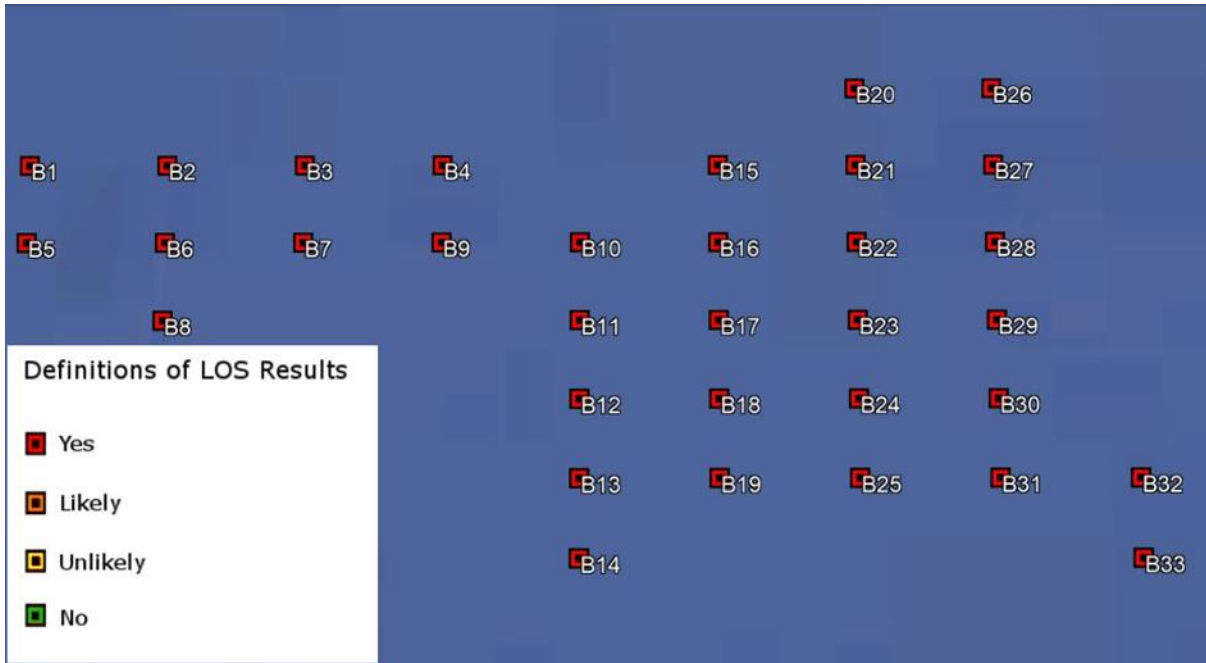 B20 B26
B1 B2 B3 B4 B15 B21 B27
B5 B6 B7 B9 B10 B16 B22 B28
B8 B11 B17 B23 B29
Definitions of LOS Results
Yes
Likely
Unlikely
No
B12 B18 B24 B30
B13 B19 B25 B31 B32
B14 B33